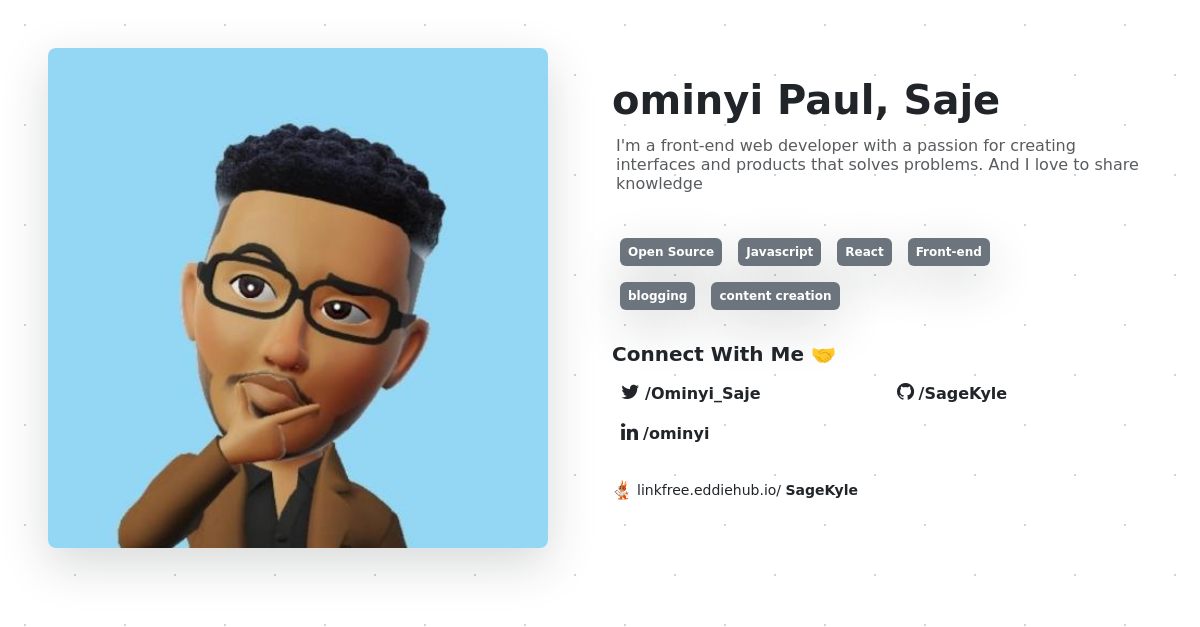 ominyi Paul, Saje
I'm a front-end web developer with a passion for creating
interfaces and products that solves problems. And I love to share
knowledge
Open Source Javascript React Front-end
blogging content creation
Connect With Me 🤝
/Ominyi_Saje /SageKyle
/ominyi
linkfree.eddiehub.io/ SageKyle